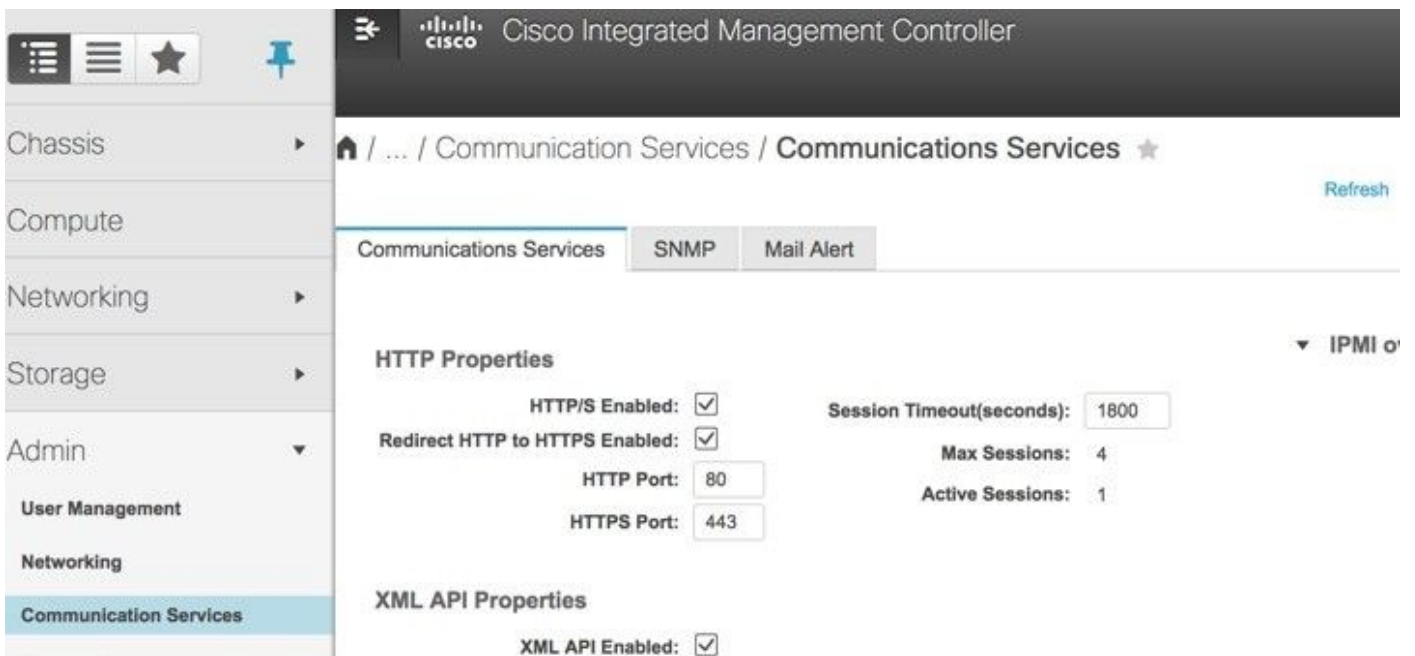 cisco Cisco Integrated Management Controller
Chassis
Compute
Networking
Storage
Admin
User Management
Networking
Communication Services
/ ... / Communication Services / Communications Services
Refresh
Communications Services SNMP Mail Alert
HTTP Properties
HTTP/S Enabled:
Redirect HTTP to HTTPS Enabled:
HTTP Port: 80
HTTPS Port: 443
Session Timeout(seconds): 1800
Max Sessions: 4
Active Sessions: 1
IPMI
XML API Properties
XML API Enabled: